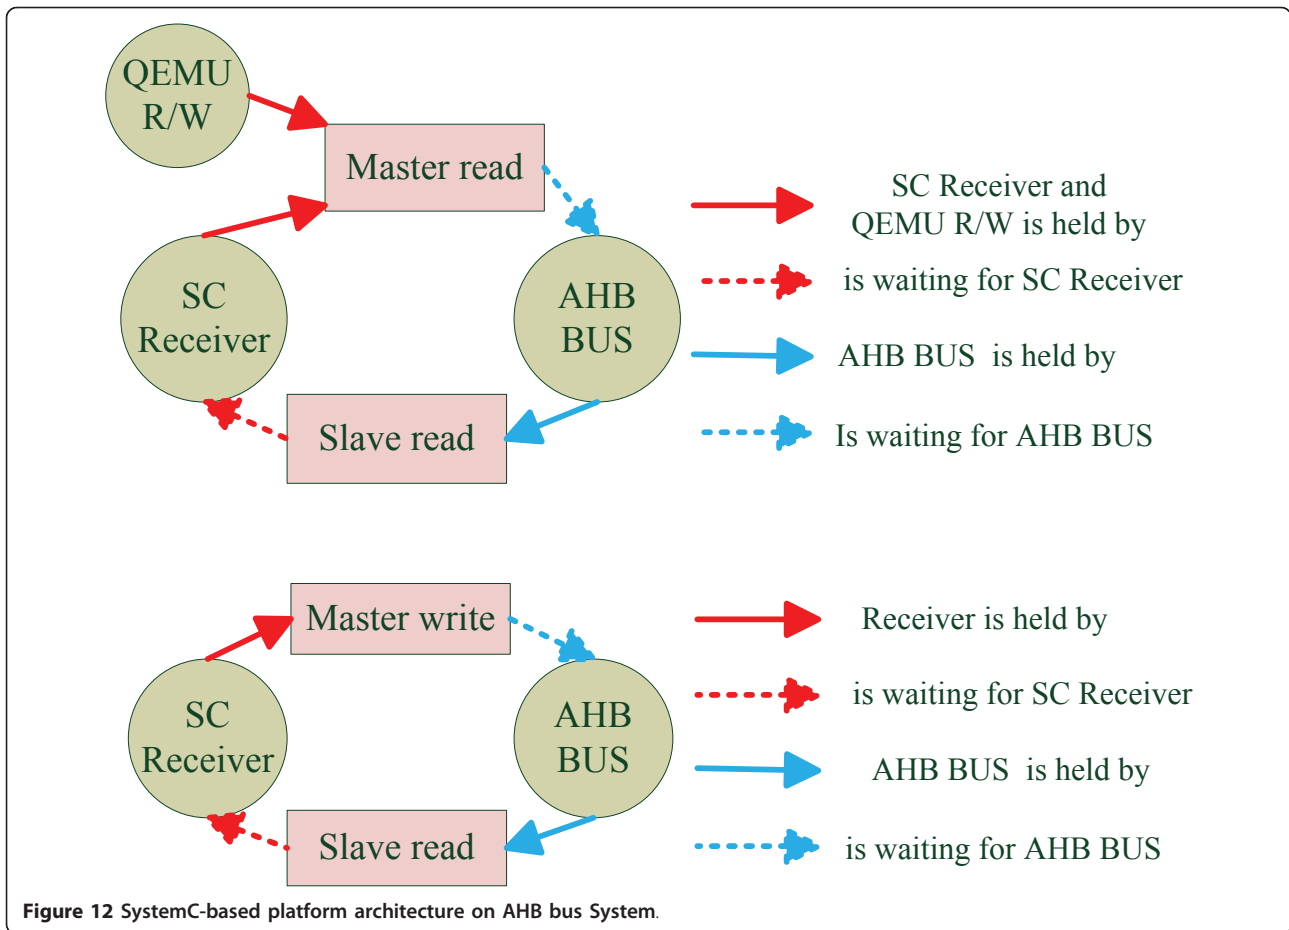 QEMU
R/W
Master read
SC
Receiver
AHB
BUS
Slave read
SC Receiver and
QEMU R/W is held by
is waiting for SC Receiver
AHB BUS is held by
Is waiting for AHB BUS
Master write
SC
Receiver
AHB
BUS
Slave read
Receiver is held by
is waiting for SC Receiver
AHB BUS is held by
is waiting for AHB BUS
Figure 12 SystemC-based platform architecture on AHB bus System.